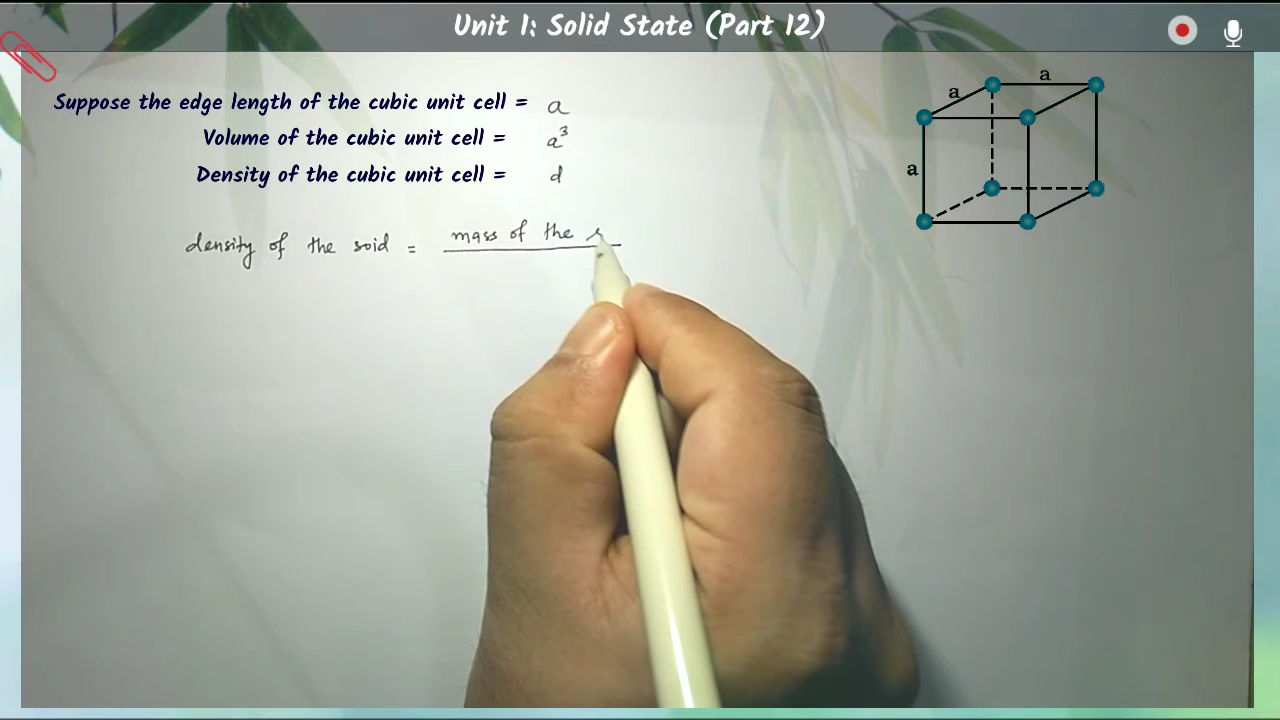 Unit 1: Solid State (Part 12)
Suppose the edge length of the cubic unit cell = a
Volume of the cubic unit cell = a³
Density of the cubic unit cell = d
density of the soid = mass of the s
a
a
a